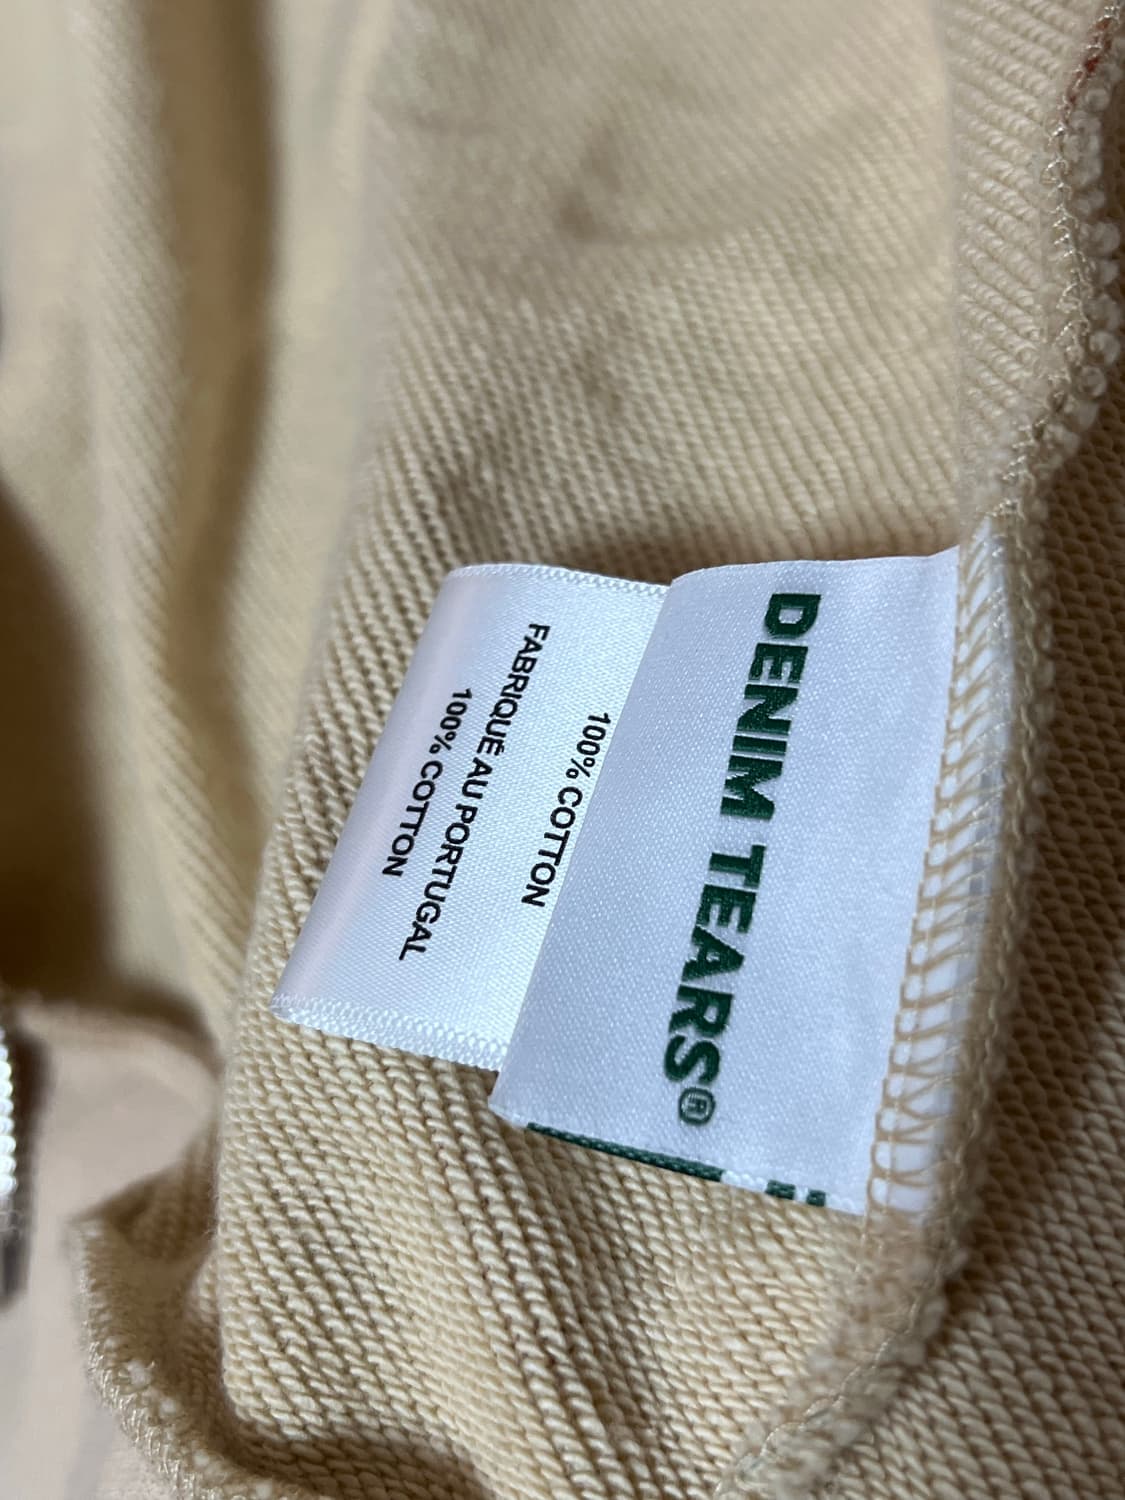 DENIM TEARS®
100% COTTON
FABRIQUÉ AU PORTUGAL
100% COTTON